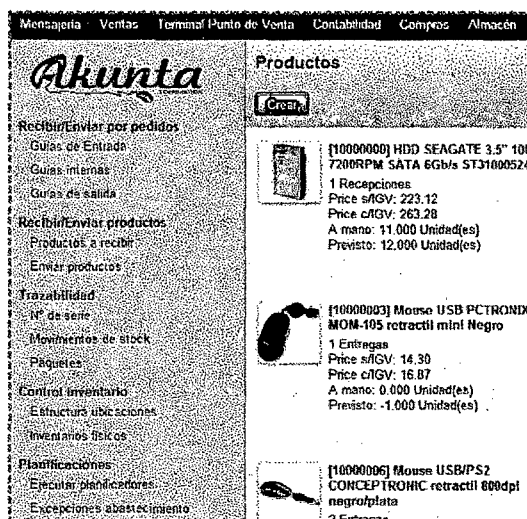 Mensajería Ventas Terminal Punto de Venta Contabilidad Compras Almacén
Akunta
Recibir/Enviar por pedidos
Guías de Entrada
Guías internas
Guías de salida
Recibir/Enviar productos
Productos a recibir
Enviar productos
Trazabilidad
N° de serie
Movimientos de stock
Paquetes
Control inventario
Estructura ubicaciones
Inventarios físicos
Planificaciones
Ejecutar planificadores
Excepciones abastecimiento
Productos
Crear
[10000000] HDD SEAGATE 3.5"
7200RPM SATA 6Gb/s ST31000524
1 Recepciones
Price s/IGV: 223.12
Price c/IGV: 263.28
A mano: 11.000 Unidad(es)
Previsto: 12.000 Unidad(es)
[10000003] Mouse USB PCTRONIX
MOM-105 retractil mini Negro
1 Entregas
Price s/IGV: 14.30
Price c/IGV: 16.87
A mano: 0.000 Unidad(es)
Previsto: -1.000 Unidad(es)
[10000006] Mouse USB/PS2
CONCEPTRONIC retractil 800dpi
negro/plata
2 Entregas